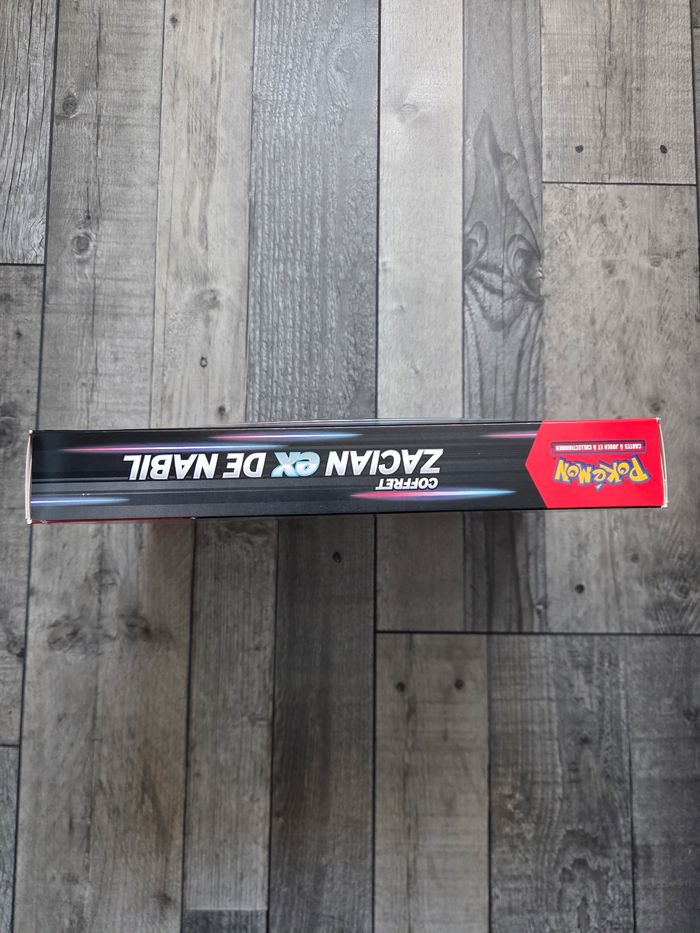 POKÉMON
CARTES À JOUER ET À COLLECTIONNER
COFFRET
ZACIAN ex DE NABIL